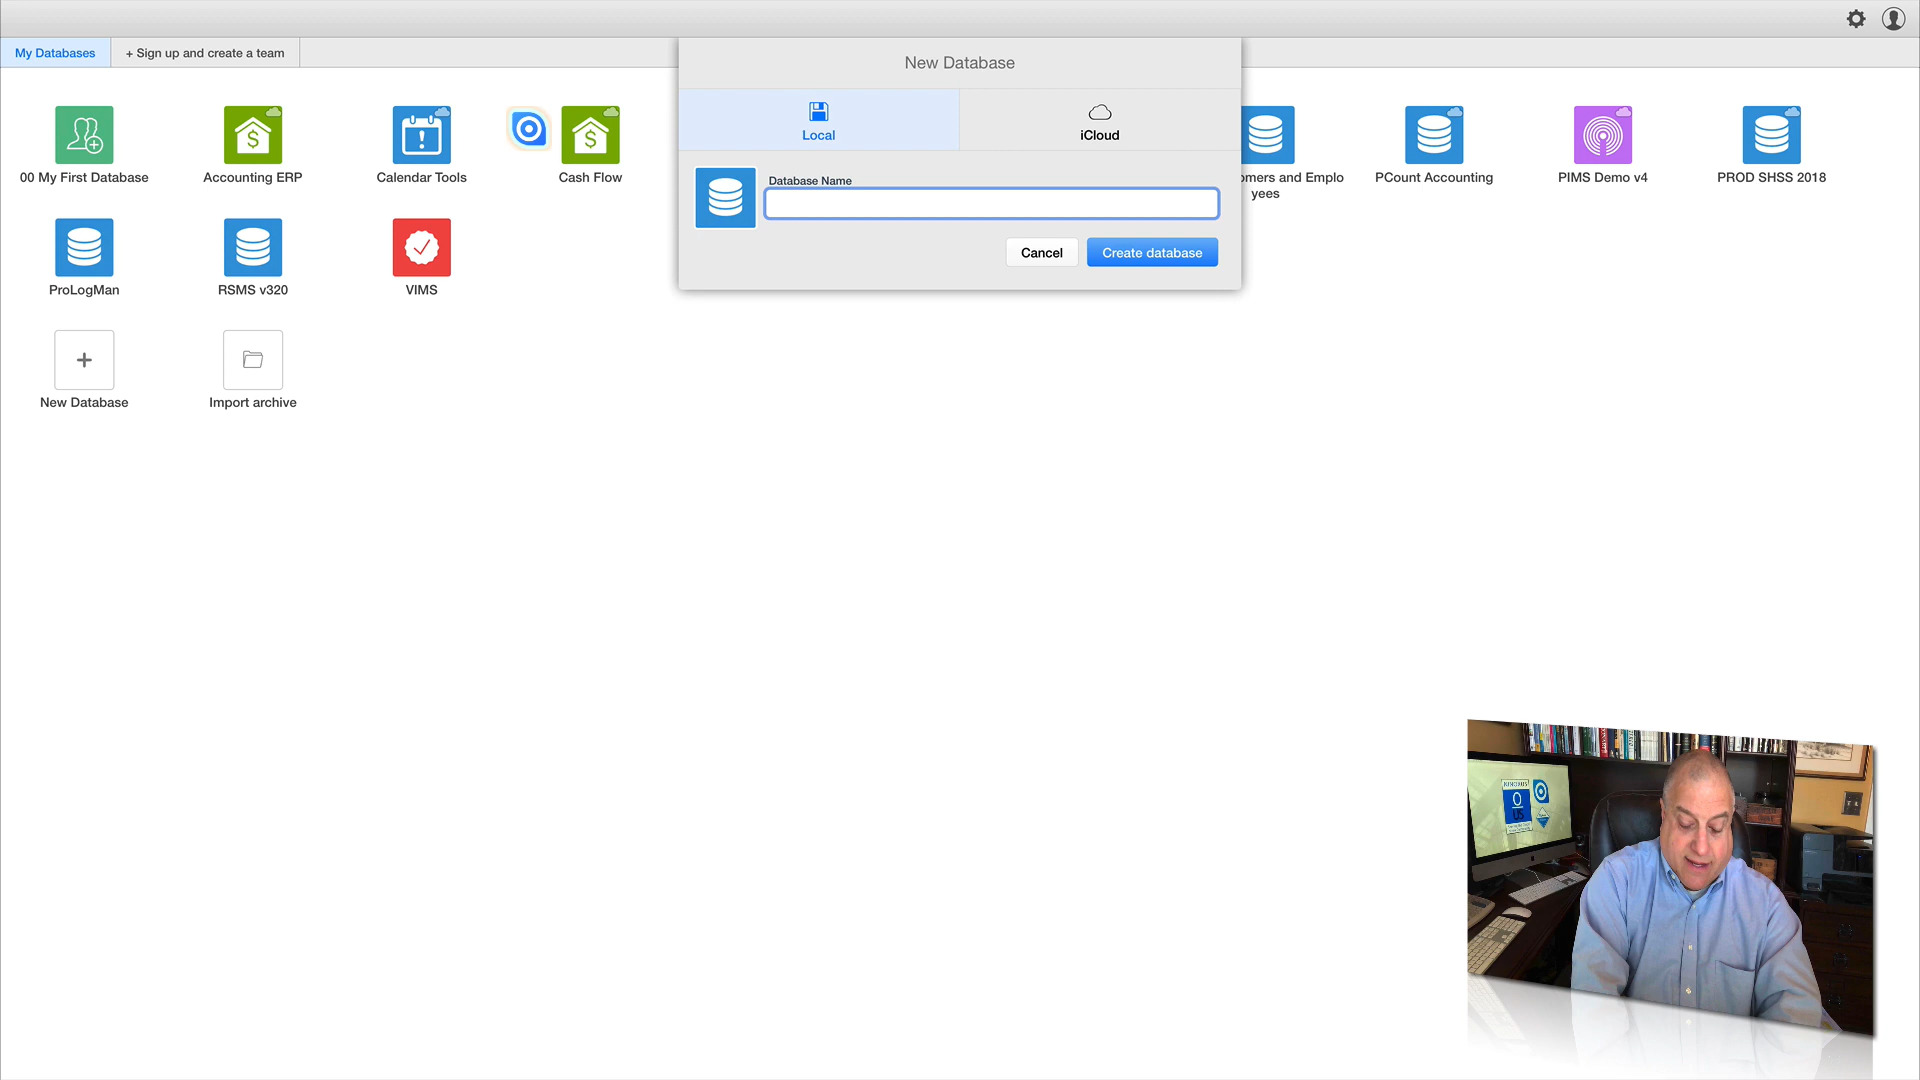 My Databases
+ Sign up and create a team
New Database
Local
iCloud
Database Name
Cancel
Create database
00 My First Database
Accounting ERP
Calendar Tools
Cash Flow
omers and Emplo
yees
PCount Accounting
PIMS Demo v4
PROD SHSS 2018
ProLogMan
RSMS v320
VIMS
New Database
Import archive